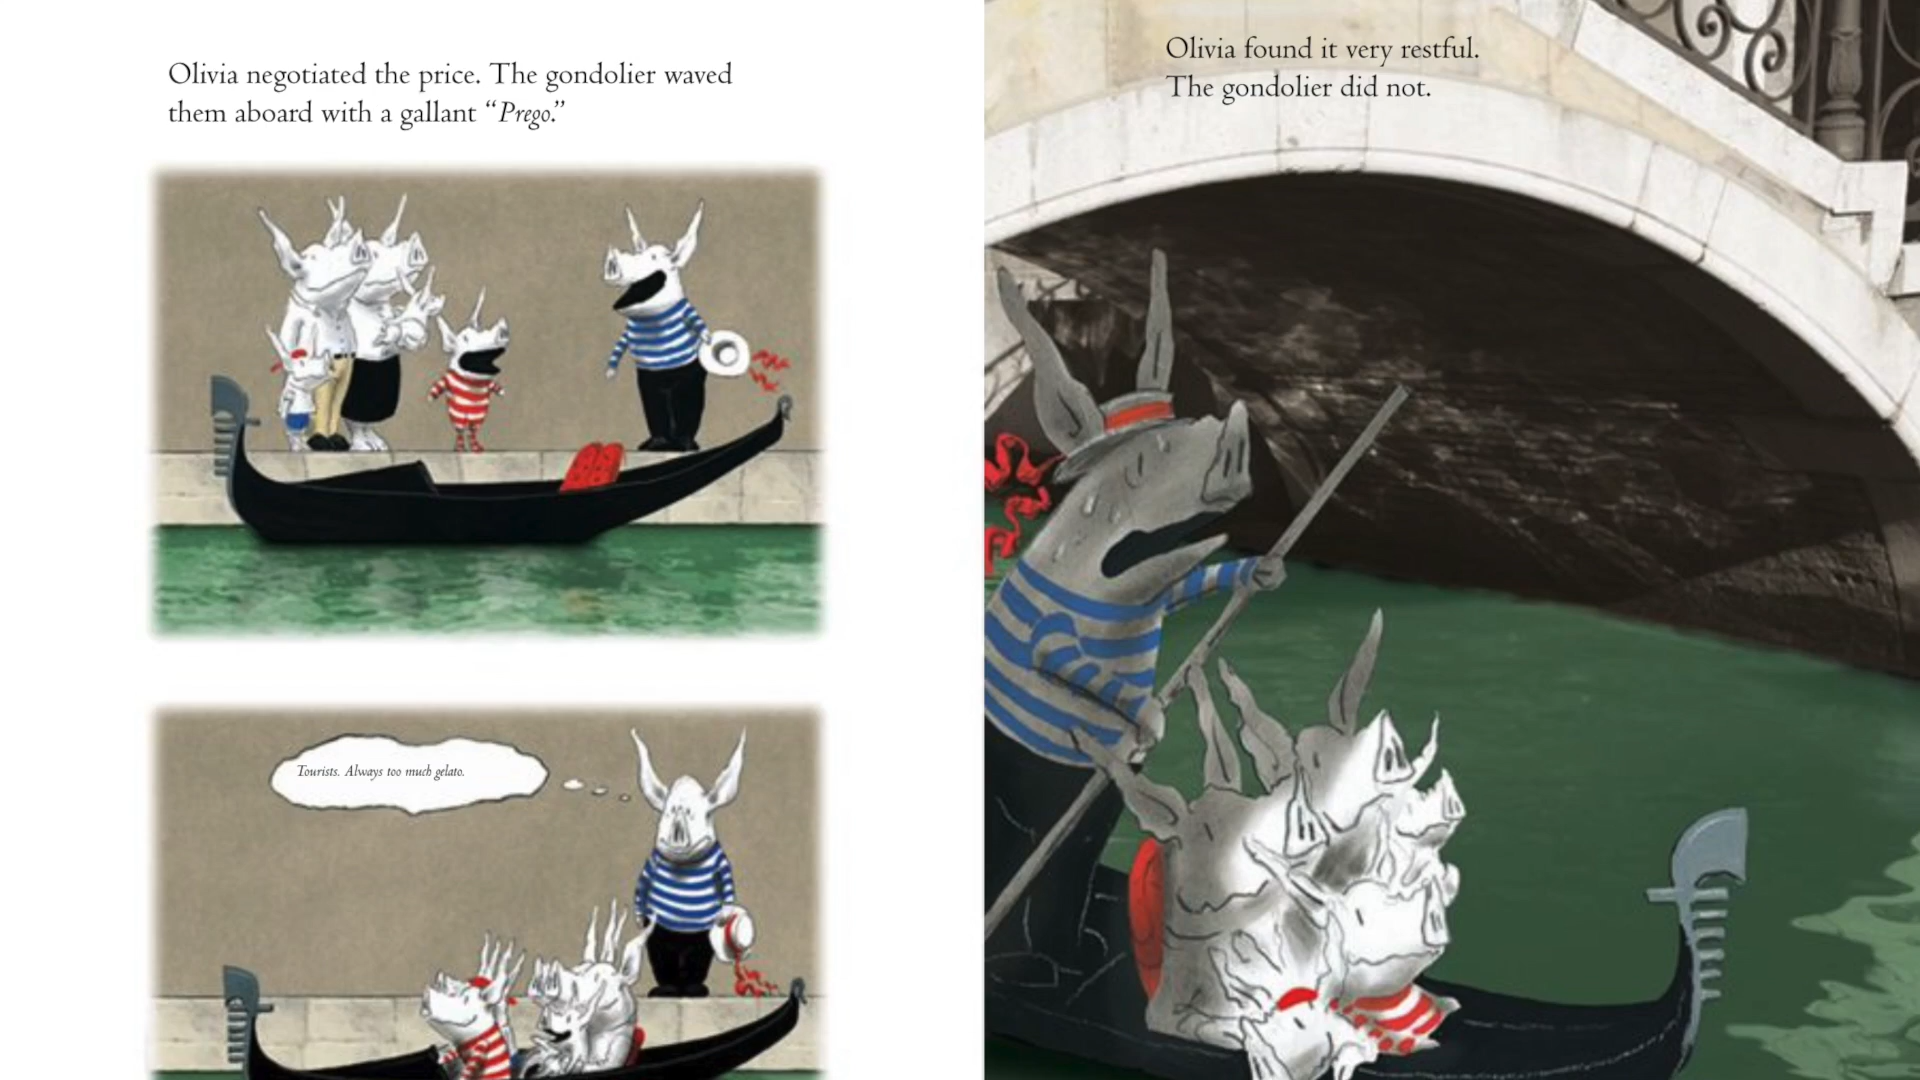 Olivia negotiated the price. The gondolier waved
them aboard with a gallant “Prego.”
Tourists. Always too much gelato.
Olivia found it very restful.
The gondolier did not.